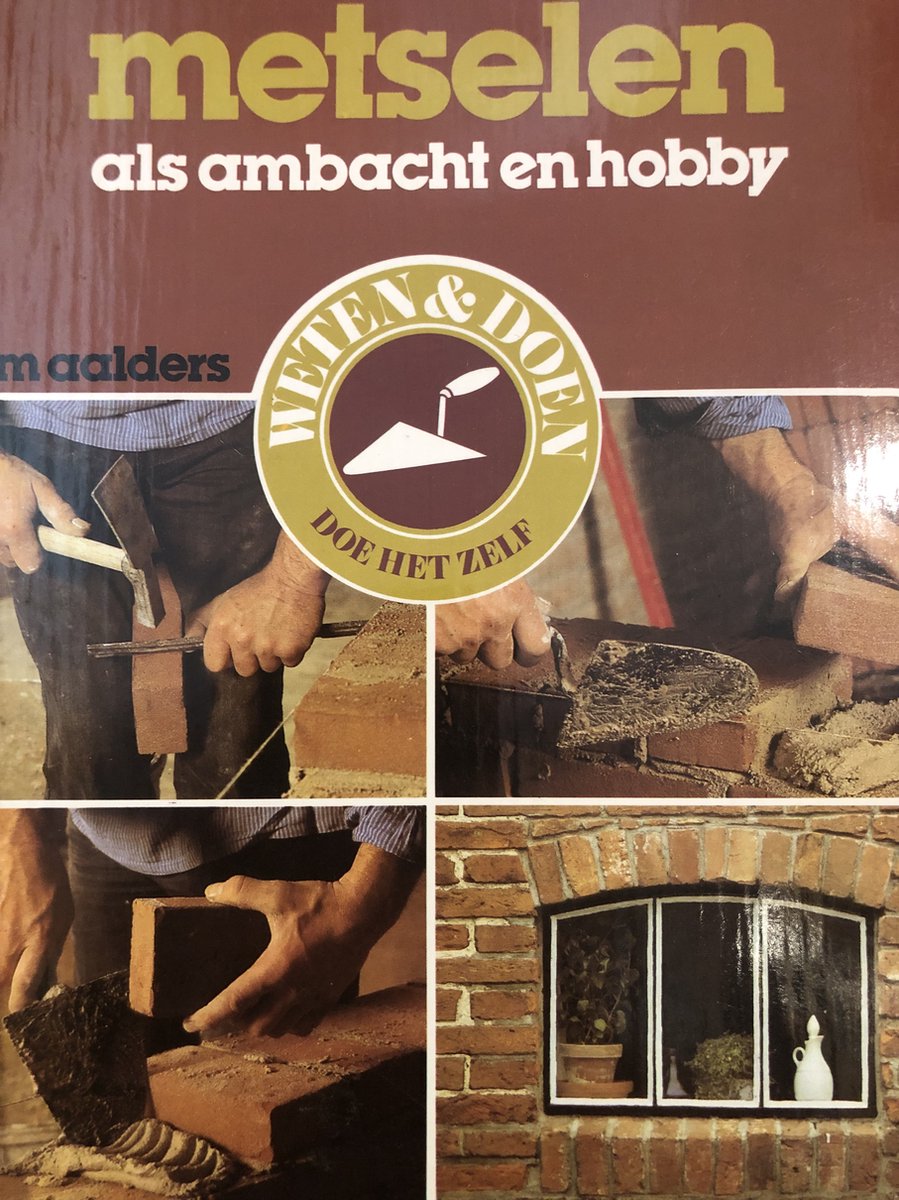 metselen
als ambacht en hobby
WETEN & DOEN
DOE HET ZELF
m aalders